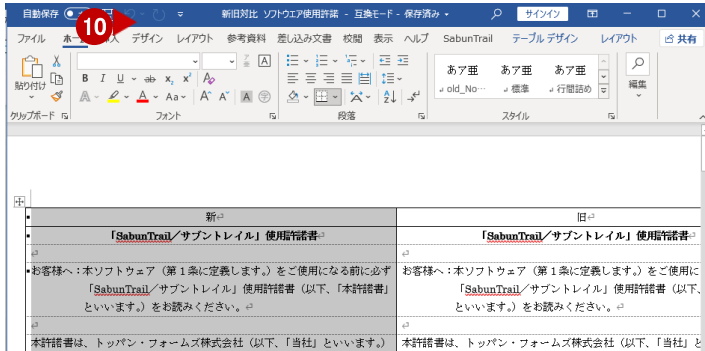 自動保存
新旧対比 ソフトウエア使用許諾 - 互換モード - 保存済み
サインイン
10
ファイル ホーム 挿入 デザイン レイアウト 参考資料 差し込み文書 校閲 表示 ヘルプ SabunTrail テーブル デザイン レイアウト 共有
貼り付け
B I U ab x₂ x² A
A A Aa A A A 字
あア亜 あア亜 あア亜
old_No… 標準 行間詰め
編集
クリップボード フォント 段落 スタイル
新 旧
「SabunTrail／サブントレイル」使用許諾書 「SabunTrail／サブントレイル」使用許諾書
お客様へ：本ソフトウェア（第１条に定義します。）をご使用になる前に必ず お客様へ：本ソフトウェア（第１条に定義します。）をご使用に
「SabunTrail／サブントレイル」使用許諾書（以下、「本許諾書」 「SabunTrail／サブントレイル」使用許諾書（以下、
といいます。）をお読みください。 といいます。）をお読みください。
本許諾書は、トッパン・フォームズ株式会社（以下、「当社」といいます。） 本許諾書は、トッパン・フォームズ株式会社（以下、「当社」と